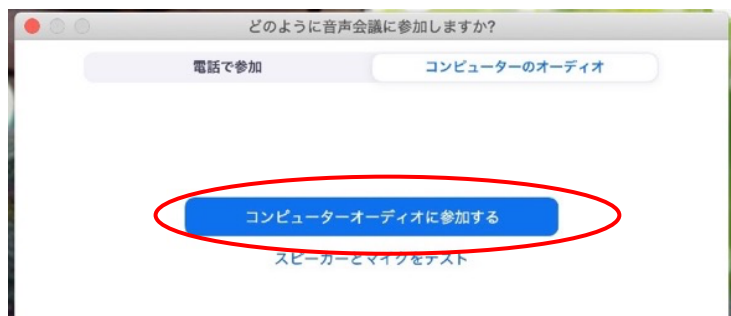 どのように音声会議に参加しますか?
電話で参加
コンピューターのオーディオ
コンピューターオーディオに参加する
スピーカーとマイクをテスト